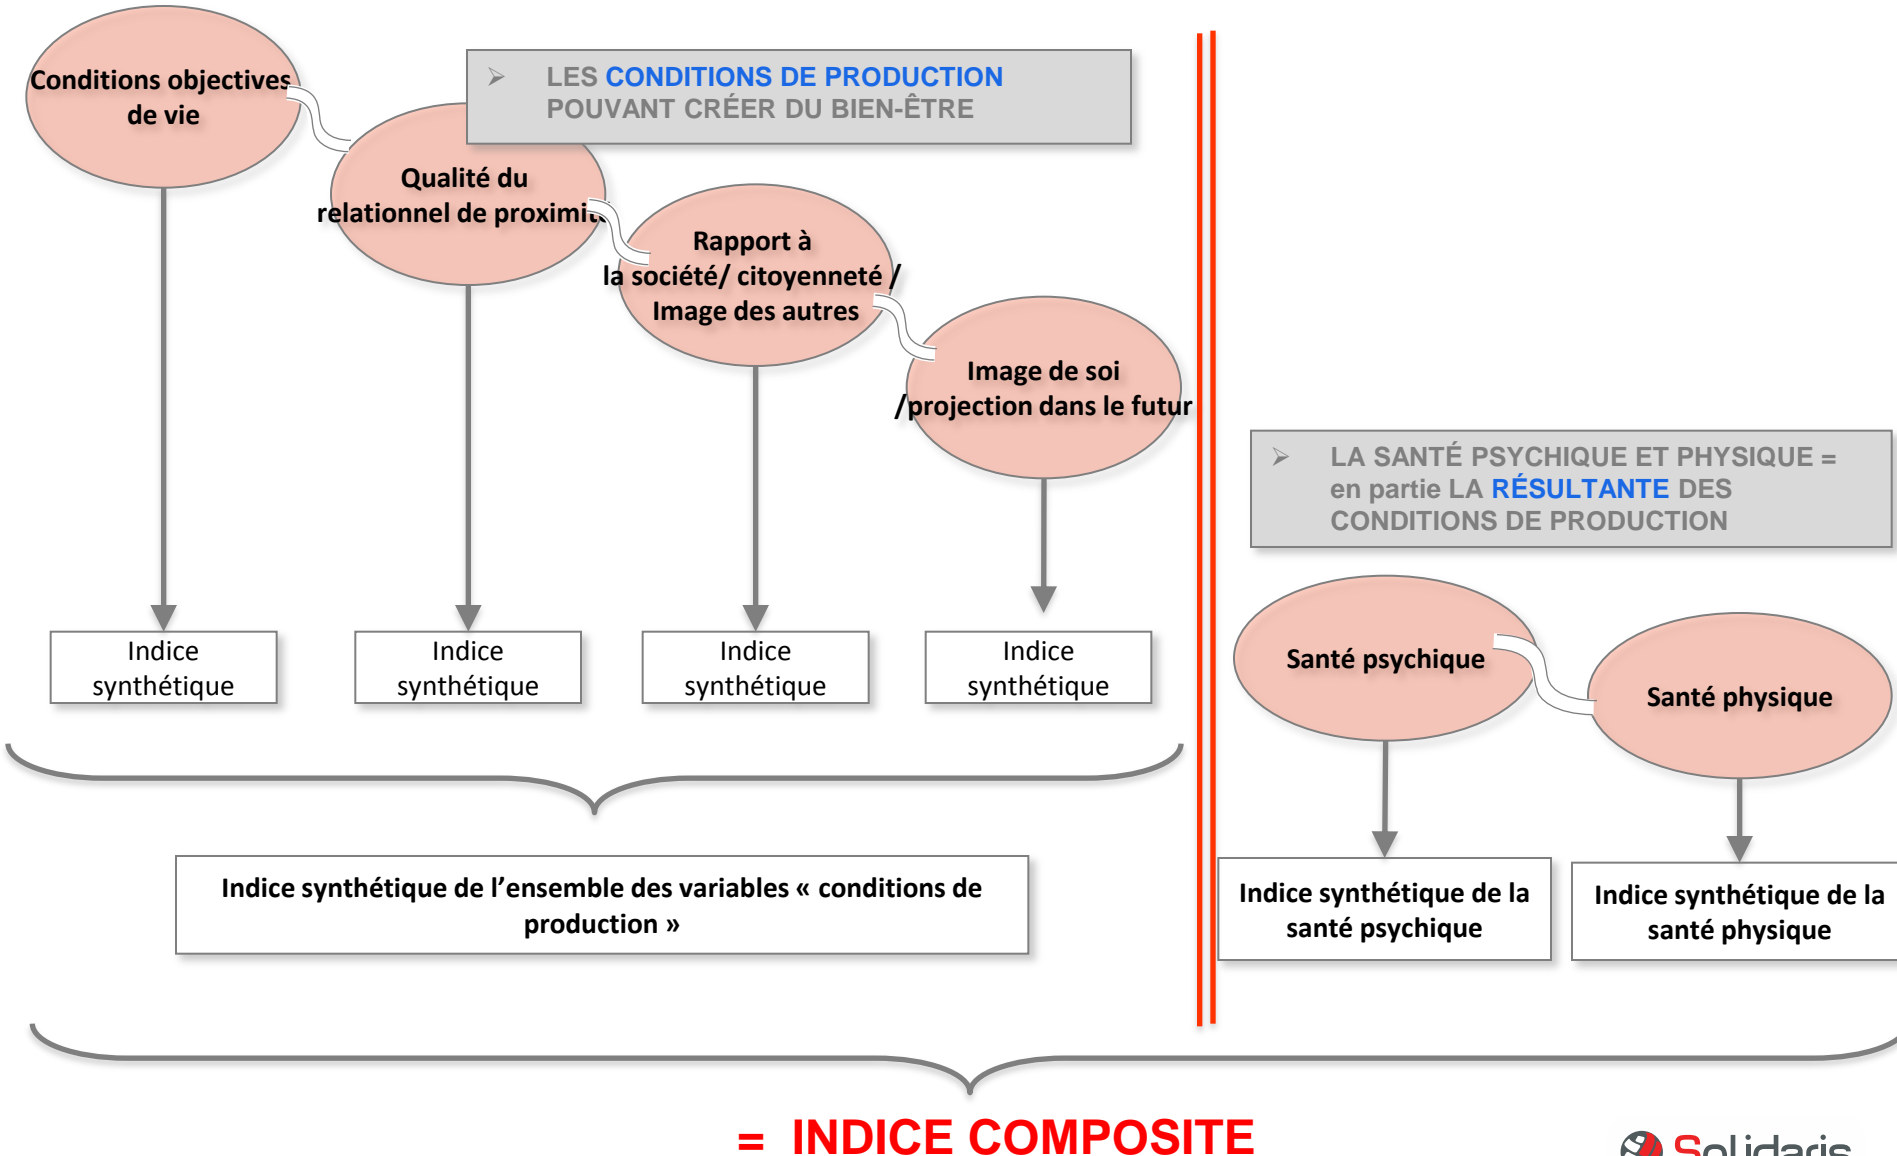 Conditions objectives
de vie
➢ LES CONDITIONS DE PRODUCTION
POUVANT CRÉER DU BIEN-ÊTRE
Qualité du
relationnel de proximité
Rapport à
la société/ citoyenneté /
Image des autres
Image de soi
/projection dans le futur
➢ LA SANTÉ PSYCHIQUE ET PHYSIQUE =
en partie LA RÉSULTANTE DES
CONDITIONS DE PRODUCTION
Indice
synthétique
Indice
synthétique
Indice
synthétique
Indice
synthétique
Santé psychique
Santé physique
Indice synthétique de l’ensemble des variables « conditions de
production »
Indice synthétique de la
santé psychique
Indice synthétique de la
santé physique
= INDICE COMPOSITE
Solidaris